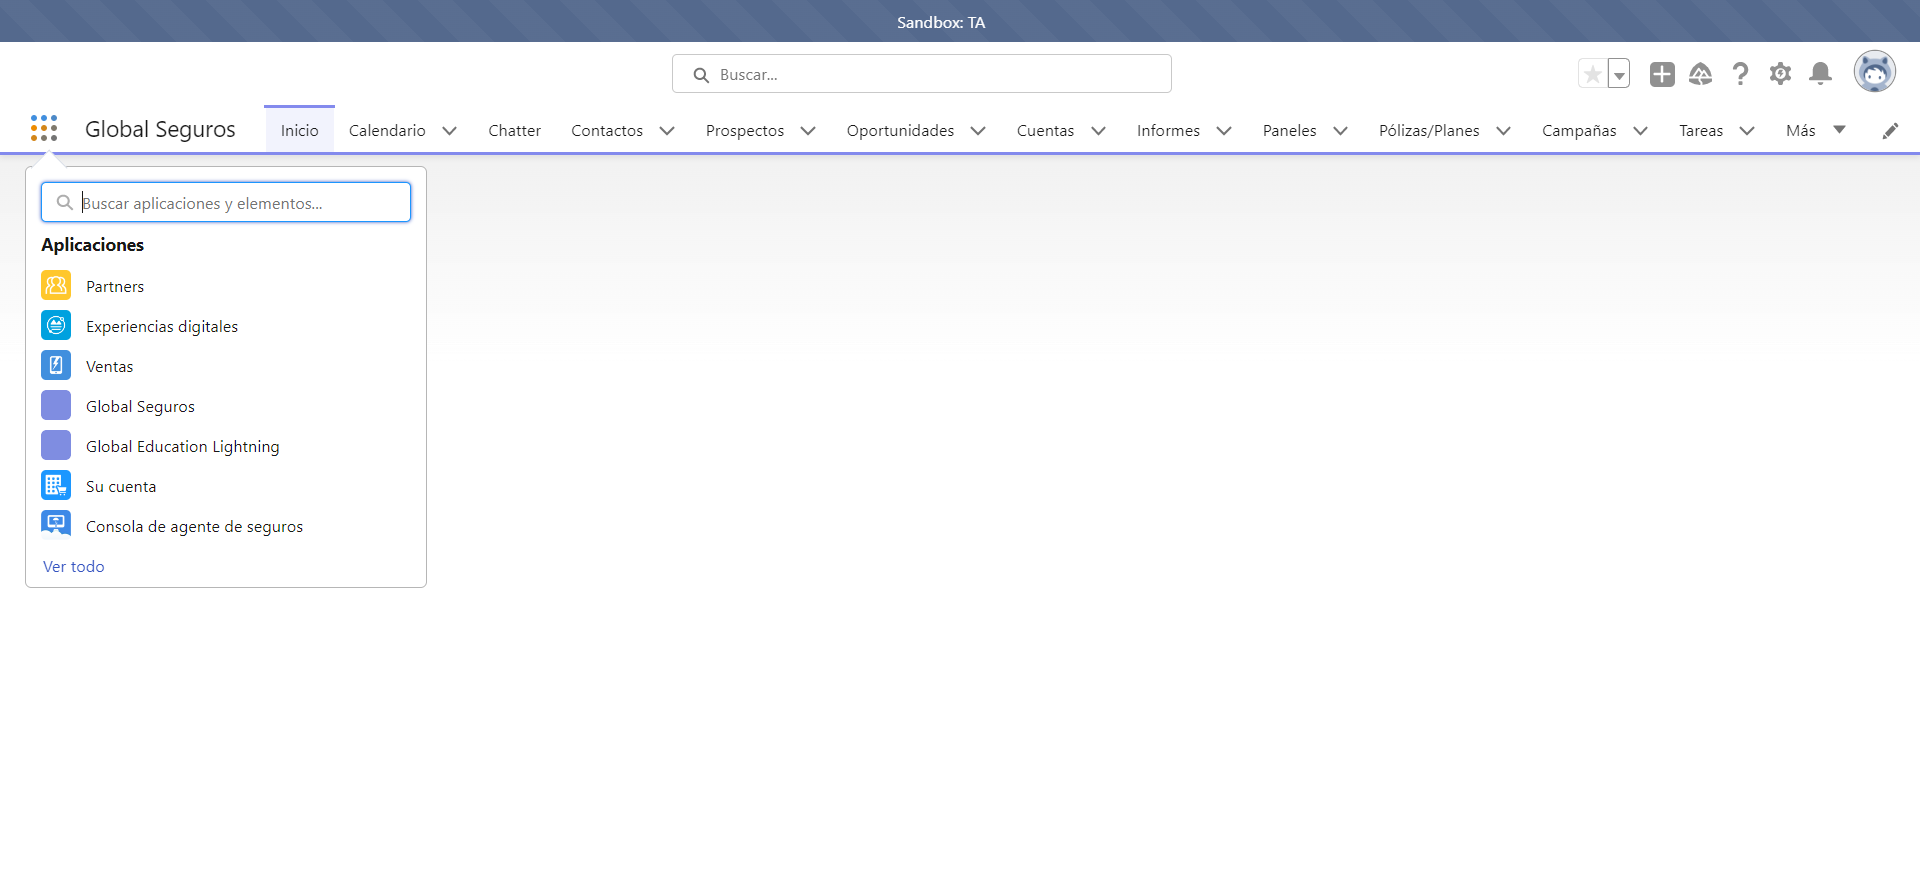 Sandbox: TA
Buscar...
Global Seguros
Inicio
Calendario
Chatter
Contactos
Prospectos
Oportunidades
Cuentas
Informes
Paneles
Pólizas/Planes
Campañas
Tareas
Más
Buscar aplicaciones y elementos...
Aplicaciones
Partners
Experiencias digitales
Ventas
Global Seguros
Global Education Lightning
Su cuenta
Consola de agente de seguros
Ver todo